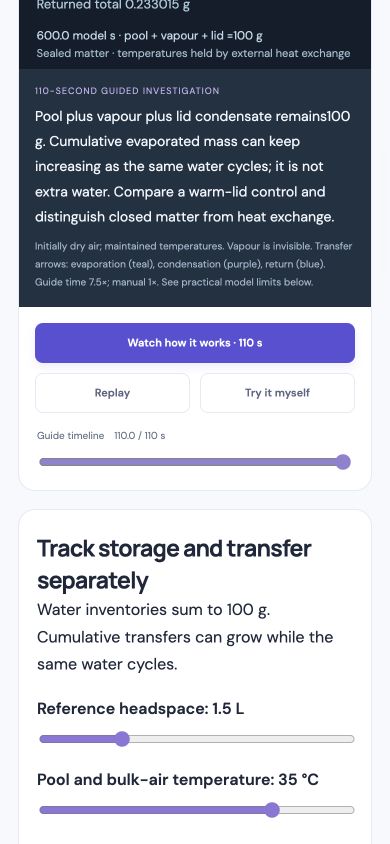 Returned total 0.233015 g
600.0 model s · pool + vapour + lid =100 g
Sealed matter · temperatures held by external heat exchange
110-SECOND GUIDED INVESTIGATION
Pool plus vapour plus lid condensate remains100
g. Cumulative evaporated mass can keep
increasing as the same water cycles; it is not
extra water. Compare a warm-lid control and
distinguish closed matter from heat exchange.
Initially dry air; maintained temperatures. Vapour is invisible. Transfer
arrows: evaporation (teal), condensation (purple), return (blue).
Guide time 7.5×; manual 1×. See practical model limits below.
Watch how it works · 110 s
Replay
Try it myself
Guide timeline 110.0 / 110 s
Track storage and transfer
separately
Water inventories sum to 100 g.
Cumulative transfers can grow while the
same water cycles.
Reference headspace: 1.5 L
Pool and bulk-air temperature: 35 °C